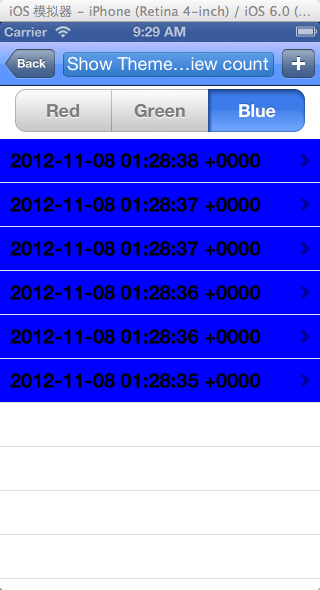 iOS 模拟器 - iPhone (Retina 4-inch) / iOS 6.0 (...
Carrier 9:29 AM
Back Show Theme...iew count +
Red Green Blue
2012-11-08 01:28:38 +0000
2012-11-08 01:28:37 +0000
2012-11-08 01:28:37 +0000
2012-11-08 01:28:36 +0000
2012-11-08 01:28:36 +0000
2012-11-08 01:28:35 +0000